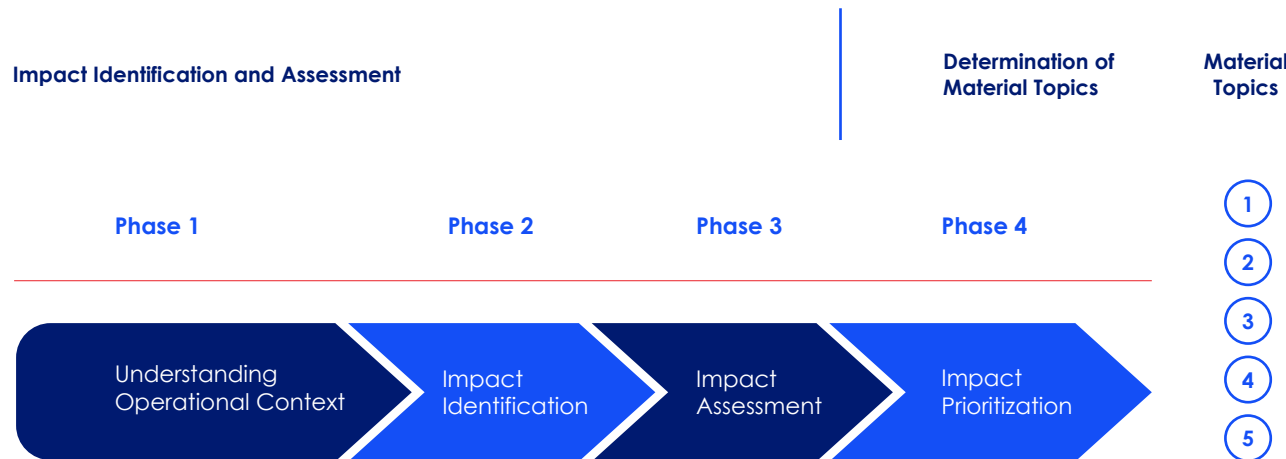 Impact Identification and Assessment
Determination of
Material Topics
Material
Topics
Phase 1
Phase 2
Phase 3
Phase 4
Understanding
Operational Context
Impact
Identification
Impact
Assessment
Impact
Prioritization
1
2
3
4
5